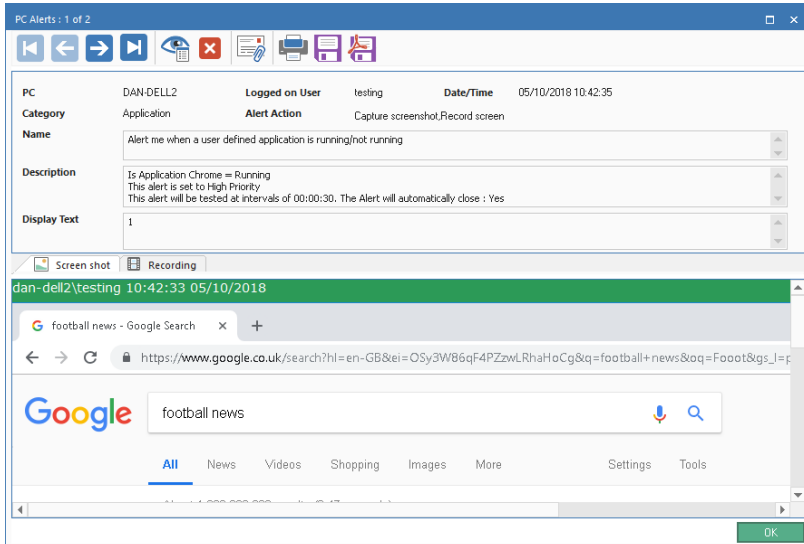 PC Alerts : 1 of 2
PC DAN-DELL2 Logged on User testing Date/Time 05/10/2018 10:42:35
Category Application Alert Action Capture screenshot,Record screen
Name Alert me when a user defined application is running/not running
Description Is Application Chrome = Running
This alert is set to High Priority
This alert will be tested at intervals of 00:00:30. The Alert will automatically close : Yes
Display Text 1
Screen shot Recording
dan-dell2\testing 10:42:33 05/10/2018
G football news - Google Search
https://www.google.co.uk/search?hl=en-GB&ei=OSy3W86qF4PZzwLRhaHoCg&q=football+news&oq=Fooot&gs_l=p
Google football news
All News Videos Shopping Images More Settings Tools
OK